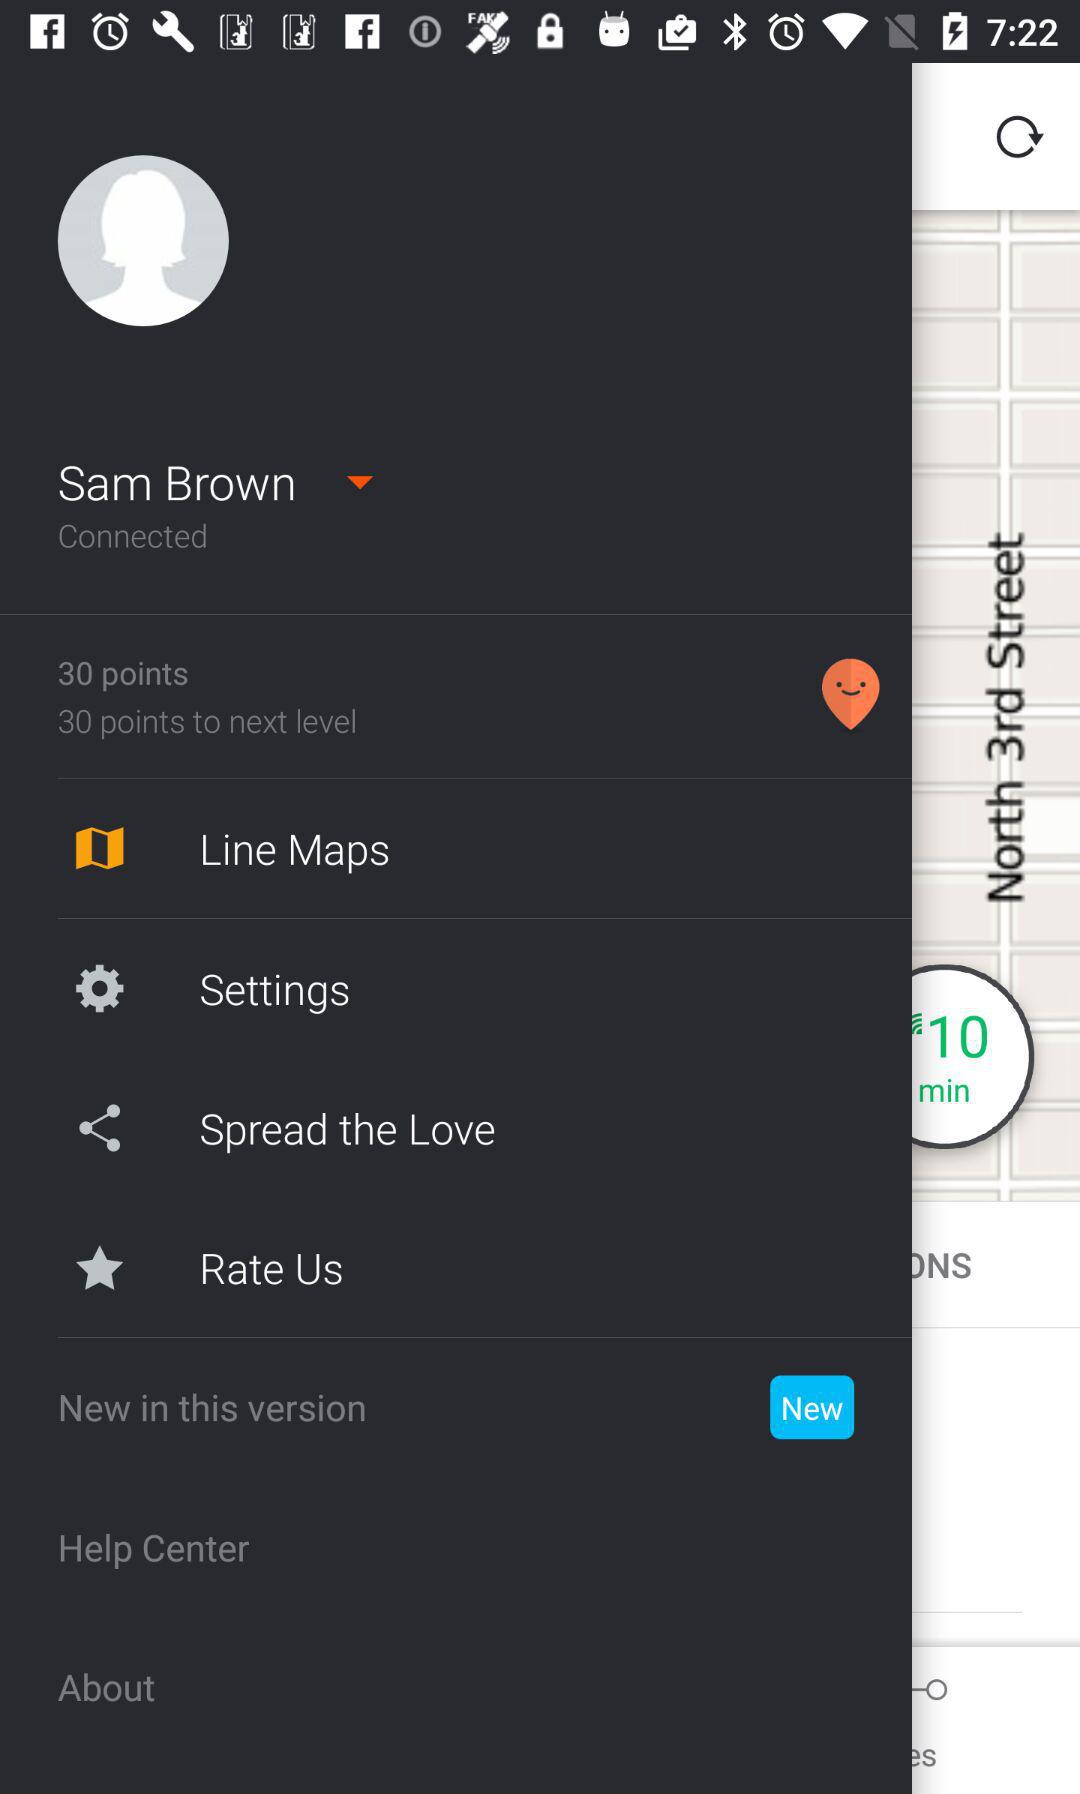 FAKE
7:22
Sam Brown
Connected
30 points
30 points to next level
Line Maps
Settings
Spread the Love
Rate Us
New in this version
New
Help Center
About
North 3rd Street
10
min
ONS
es